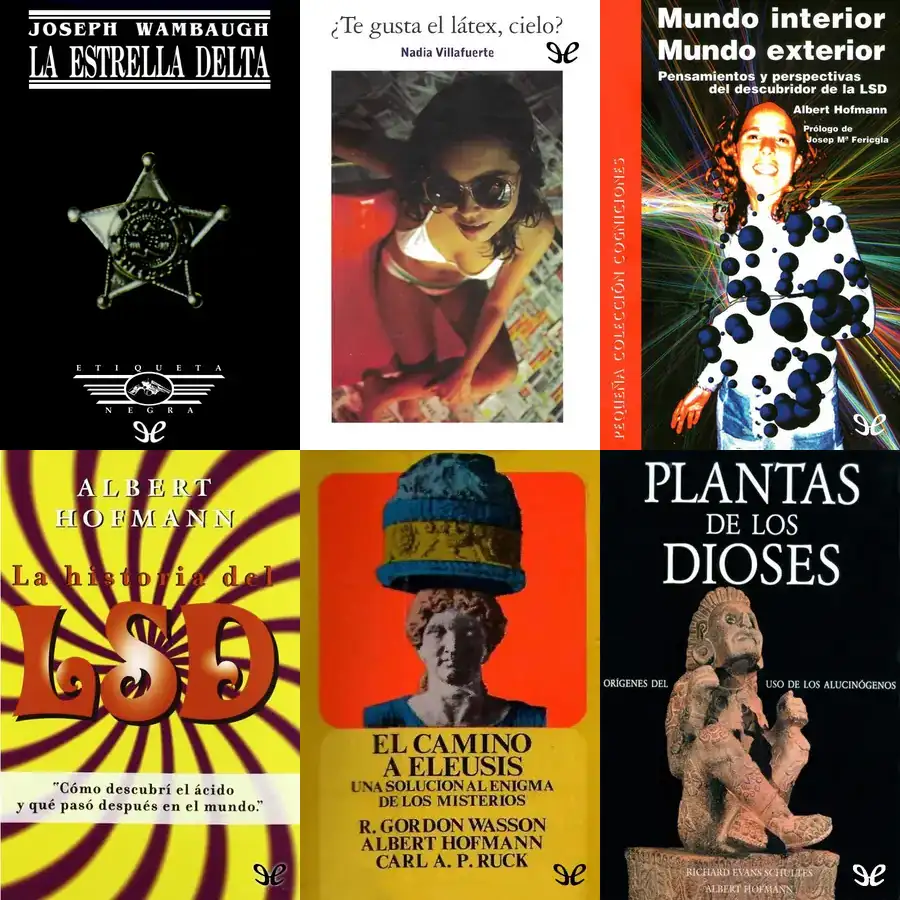 JOSEPH WAMBAUGH
LA ESTRELLA DELTA
ETIQUETA
NEGRA
¿Te gusta el látex, cielo?
Nadia Villafuerte
Mundo interior
Mundo exterior
Pensamientos y perspectivas
del descubridor de la LSD
Albert Hofmann
Prólogo de
Josep Mª Fericgla
PEQUEÑA COLECCIÓN COGNICIONES
ALBERT
HOFMANN
La historia del
LSD
"Cómo descubrí el ácido
y qué pasó después en el mundo."
EL CAMINO
A ELEUSIS
UNA SOLUCION AL ENIGMA
DE LOS MISTERIOS
R. GORDON WASSON
ALBERT HOFMANN
CARL A. P. RUCK
PLANTAS
DE LOS
DIOSES
ORÍGENES DEL USO DE LOS ALUCINÓGENOS
RICHARD EVANS SCHULTES
ALBERT HOFMANN